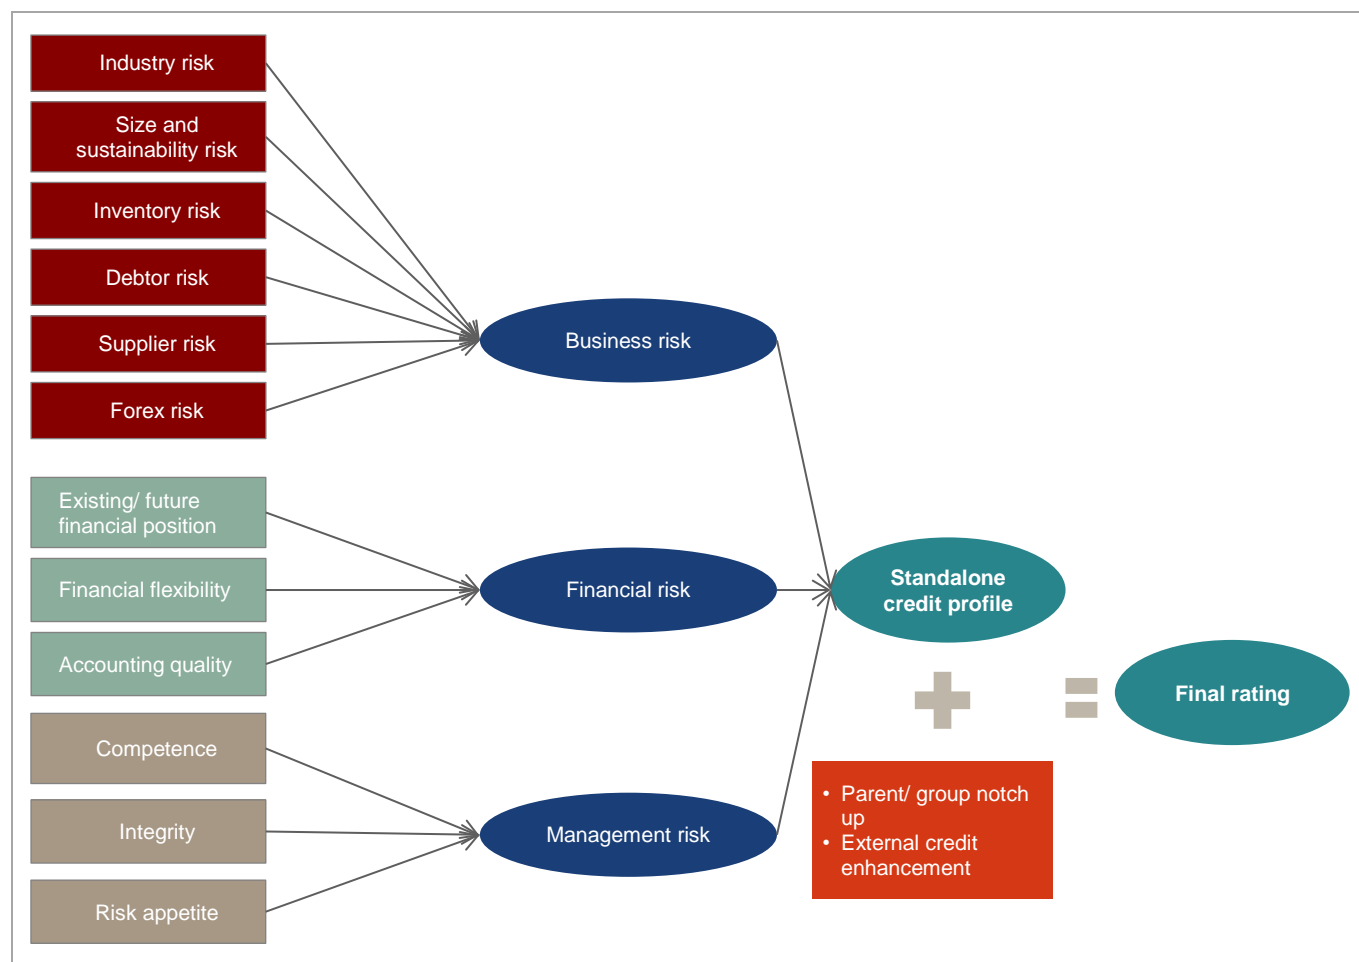 Industry risk
Size and
sustainability risk
Inventory risk
Debtor risk
Supplier risk
Forex risk
Business risk
Existing/ future
financial position
Financial flexibility
Accounting quality
Financial risk
Competence
Integrity
Risk appetite
Management risk
Standalone
credit profile
• Parent/ group notch
up
• External credit
enhancement
Final rating